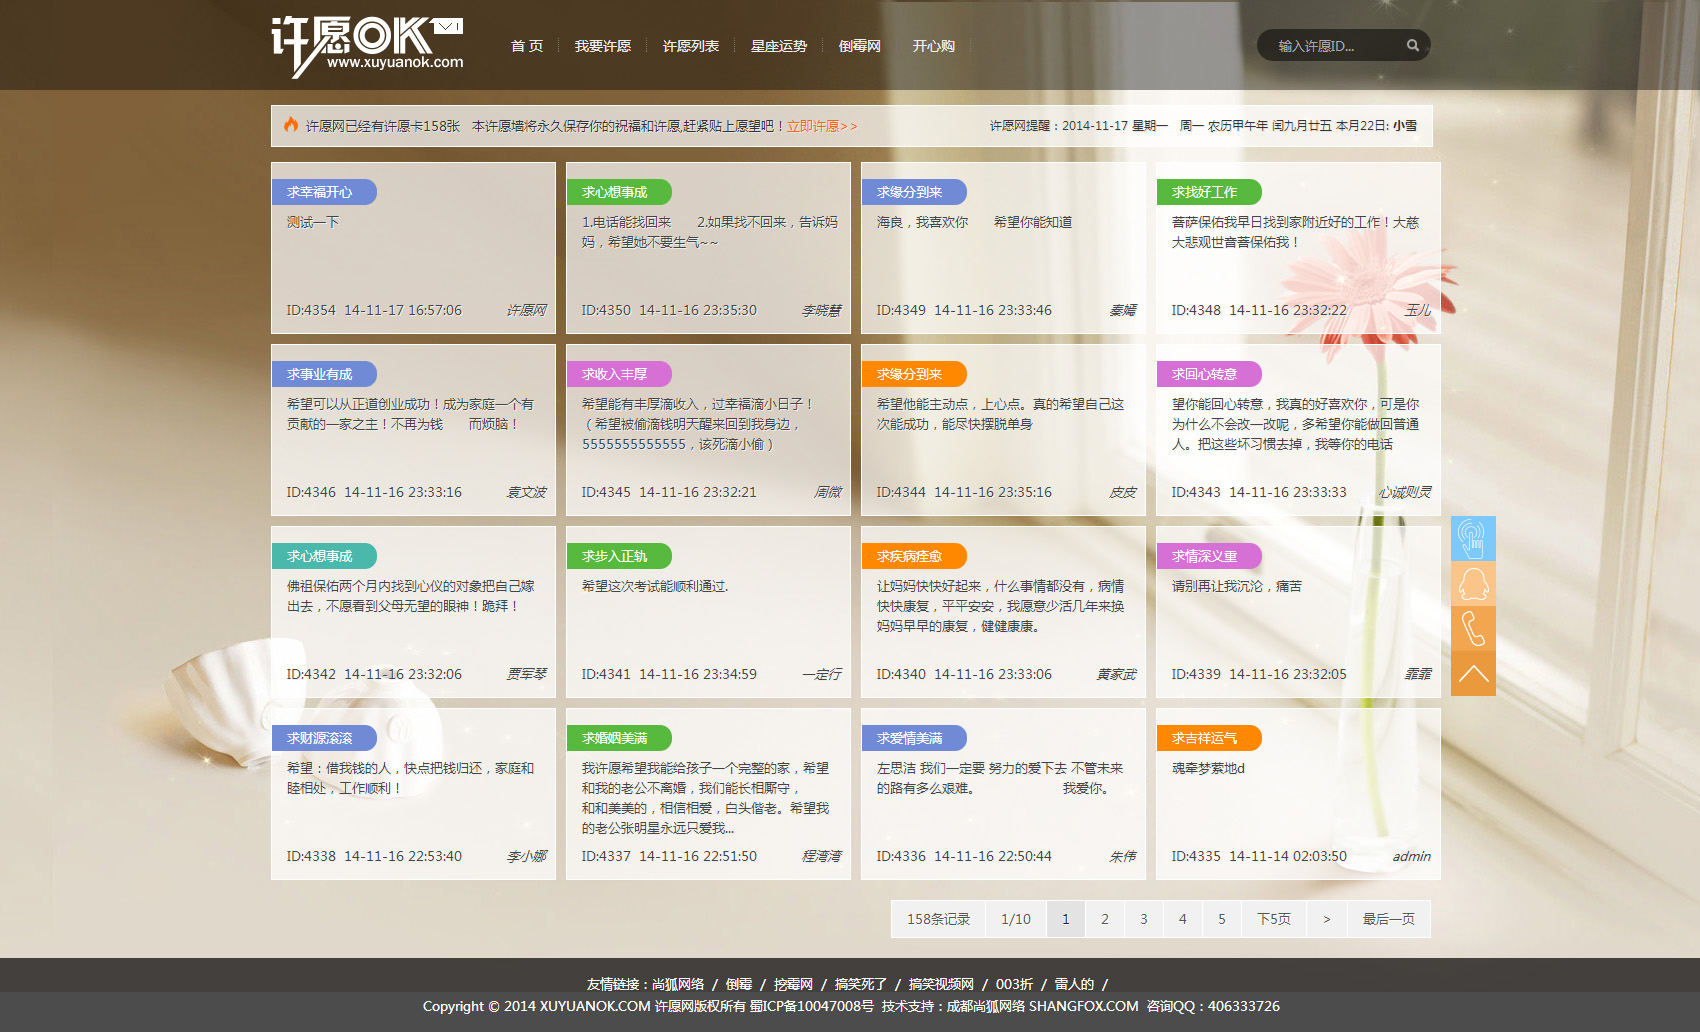 许愿OK
www.xuyuanok.com
首 页
我要许愿
许愿列表
星座运势
倒霉网
开心购
输入许愿ID...
许愿网已经有许愿卡158张 本许愿墙将永久保存你的祝福和许愿,赶紧贴上愿望吧！立即许愿>>
许愿网提醒：2014-11-17 星期一 周一 农历甲午年 闰九月廿五 本月22日: 小雪
求幸福开心
测试一下
ID:4354 14-11-17 16:57:06 许愿网
求心想事成
1.电话能找回来 2.如果找不回来，告诉妈
妈，希望她不要生气~~
ID:4350 14-11-16 23:35:30 李晓慧
求缘分到来
海良，我喜欢你 希望你能知道
ID:4349 14-11-16 23:33:46 秦嫣
求找好工作
菩萨保佑我早日找到家附近好的工作！大慈
大悲观世音菩保佑我！
ID:4348 14-11-16 23:32:22 玉儿
求事业有成
希望可以从正道创业成功！成为家庭一个有
贡献的一家之主！不再为钱 而烦脑！
ID:4346 14-11-16 23:33:16 袁文波
求收入丰厚
希望能有丰厚滴收入，过幸福滴小日子！
（希望被偷滴钱明天醒来回到我身边，
5555555555555，该死滴小偷）
ID:4345 14-11-16 23:32:21 周微
求缘分到来
希望他能主动点，上心点。真的希望自己这
次能成功，能尽快摆脱单身
ID:4344 14-11-16 23:35:16 皮皮
求回心转意
望你能回心转意，我真的好喜欢你，可是你
为什么不会改一改呢，多希望你能做回普通
人。把这些坏习惯去掉，我等你的电话
ID:4343 14-11-16 23:33:33 心诚则灵
求心想事成
佛祖保佑两个月内找到心仪的对象把自己嫁
出去，不愿看到父母无望的眼神！跪拜！
ID:4342 14-11-16 23:32:06 贾军琴
求步入正轨
希望这次考试能顺利通过.
ID:4341 14-11-16 23:34:59 一定行
求疾病痊愈
让妈妈快快好起来，什么事情都没有，病情
快快康复，平平安安，我愿意少活几年来换
妈妈早早的康复，健健康康。
ID:4340 14-11-16 23:33:06 黄家武
求情深义重
请别再让我沉沦，痛苦
ID:4339 14-11-16 23:32:05 霏霏
求财源滚滚
希望：借我钱的人，快点把钱归还，家庭和
睦相处，工作顺利！
ID:4338 14-11-16 22:53:40 李小娜
求婚姻美满
我许愿希望我能给孩子一个完整的家，希望
和我的老公不离婚，我们能长相厮守，
和和美美的，相信相爱，白头偕老。希望我
的老公张明星永远只爱我...
ID:4337 14-11-16 22:51:50 程湾湾
求爱情美满
左思洁 我们一定要 努力的爱下去 不管未来
的路有多么艰难。 我爱你。
ID:4336 14-11-16 22:50:44 朱伟
求吉祥运气
魂牵梦萦地d
ID:4335 14-11-14 02:03:50 admin
158条记录 1/10 1 2 3 4 5 下5页 > 最后一页
友情链接：尚狐网络 / 倒霉 / 挖霉网 / 搞笑死了 / 搞笑视频网 / 003折 / 雷人的 /
Copyright © 2014 XUYUANOK.COM 许愿网版权所有 蜀ICP备10047008号 技术支持：成都尚狐网络 SHANGFOX.COM 咨询QQ：406333726